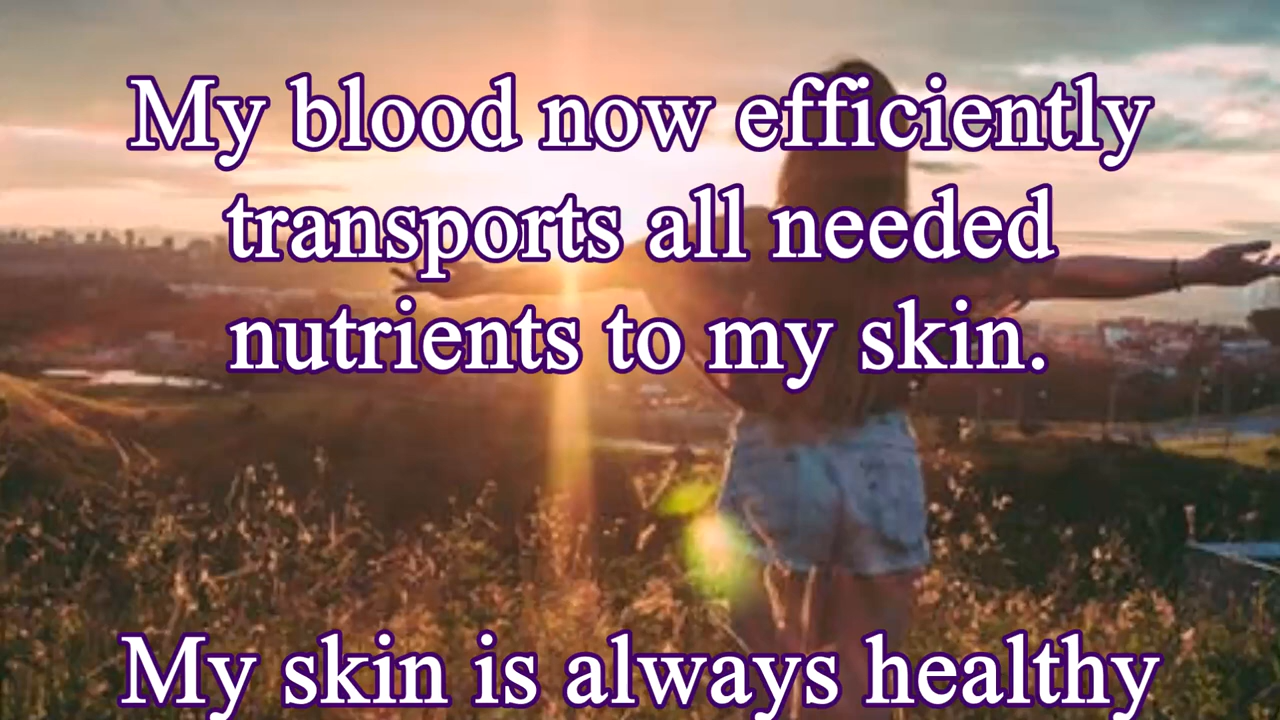 My blood now efficiently
transports all needed
nutrients to my skin.
My skin is always healthy